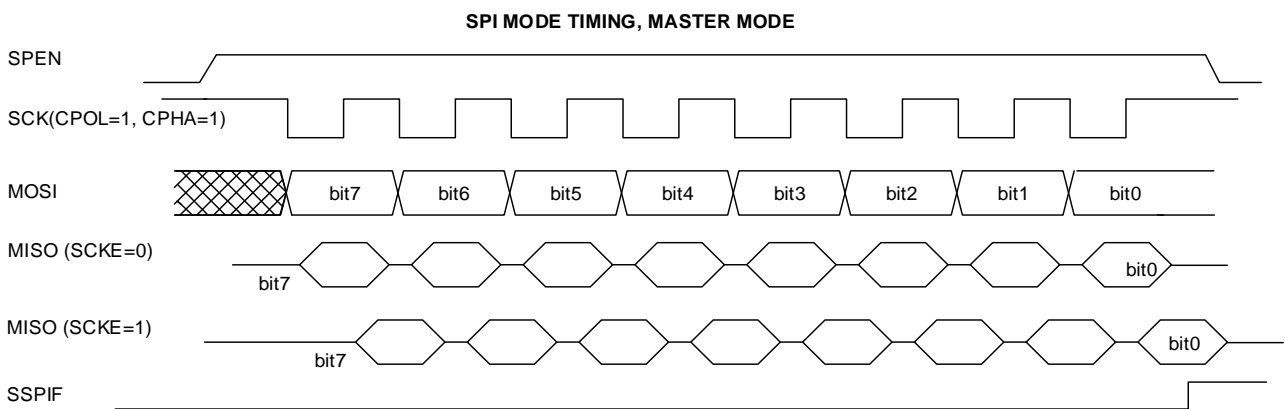 SPI MODE TIMING, MASTER MODE
SPEN
SCK(CPOL=1, CPHA=1)
MOSI bit7 bit6 bit5 bit4 bit3 bit2 bit1 bit0
MISO (SCKE=0)
bit7 bit0
MISO (SCKE=1)
bit7 bit0
SSPIF